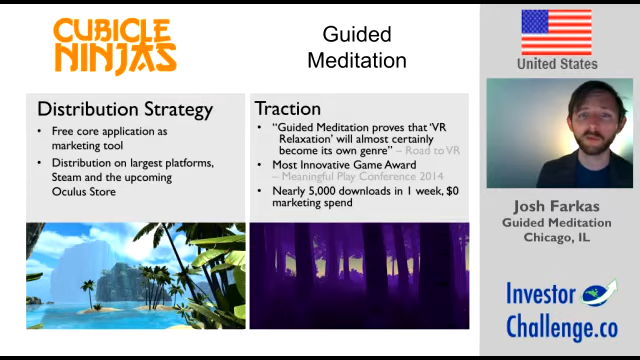 CUBICLE
NINJAS
Guided
Meditation
Distribution Strategy
• Free core application as
marketing tool
• Distribution on largest platforms,
Steam and the upcoming
Oculus Store
Traction
• “Guided Meditation proves that ‘VR
Relaxation’ will almost certainly
become its own genre” – Road to VR
• Most Innovative Game Award
– Meaningful Play Conference 2014
• Nearly 5,000 downloads in 1 week, $0
marketing spend
United States
Josh Farkas
Guided Meditation
Chicago, IL
Investor
Challenge.co